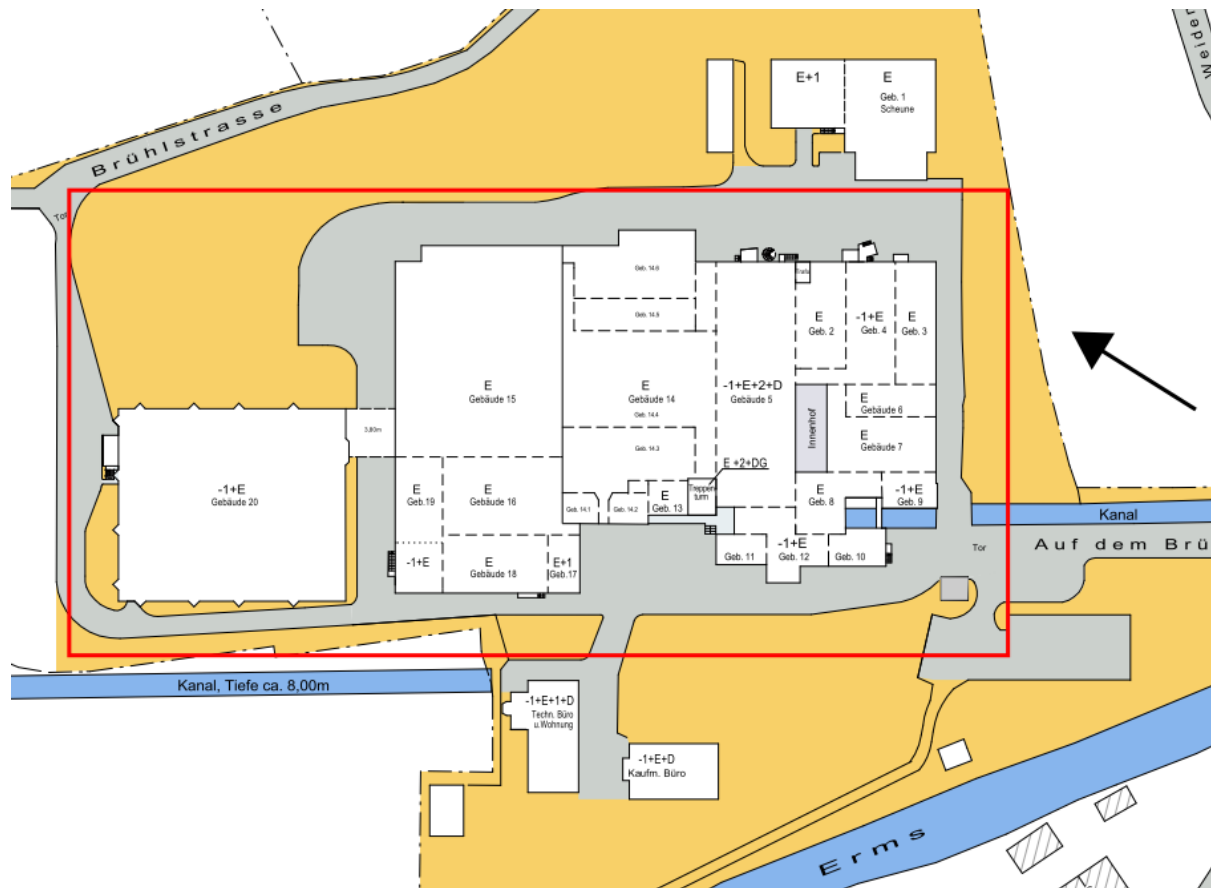 Weiden
E+1
E
Geb. 1
Scheune
Brühlstrasse
Tor
Geb. 14.6
Trafo
Geb. 14.5
E
Geb. 2
-1+E
Geb. 4
E
Geb. 3
E
Gebäude 15
E
Gebäude 14
Geb. 14.4
-1+E+2+D
Gebäude 5
E
Gebäude 6
Innenhof
3,80m
Geb. 14.3
E
Gebäude 7
E +2+DG
-1+E
Gebäude 20
E
Geb.19
E
Gebäude 16
Treppen
turm
E
Geb. 13
Geb. 14.1
Geb. 14.2
E
Geb. 8
-1+E
Geb. 9
Kanal
Auf dem Brü
Tor
-1+E
E
Gebäude 18
E+1
Geb.17
Geb. 11
-1+E
Geb. 12
Geb. 10
Kanal, Tiefe ca. 8,00m
-1+E+1+D
Techn. Büro
u.Wohnung
-1+E+D
Kaufm. Büro
Erms